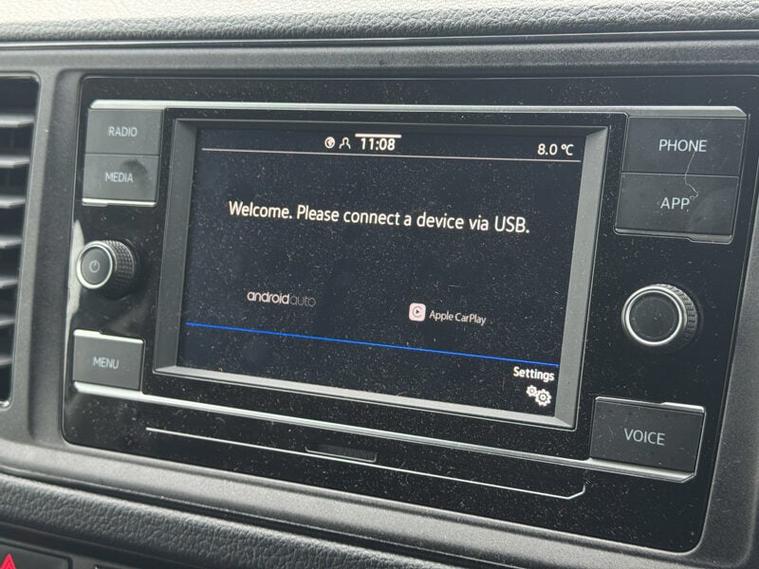 RADIO
MEDIA
MENU
11:08
8.0 °C
Welcome. Please connect a device via USB.
androidauto
Apple CarPlay
Settings
PHONE
APP
VOICE